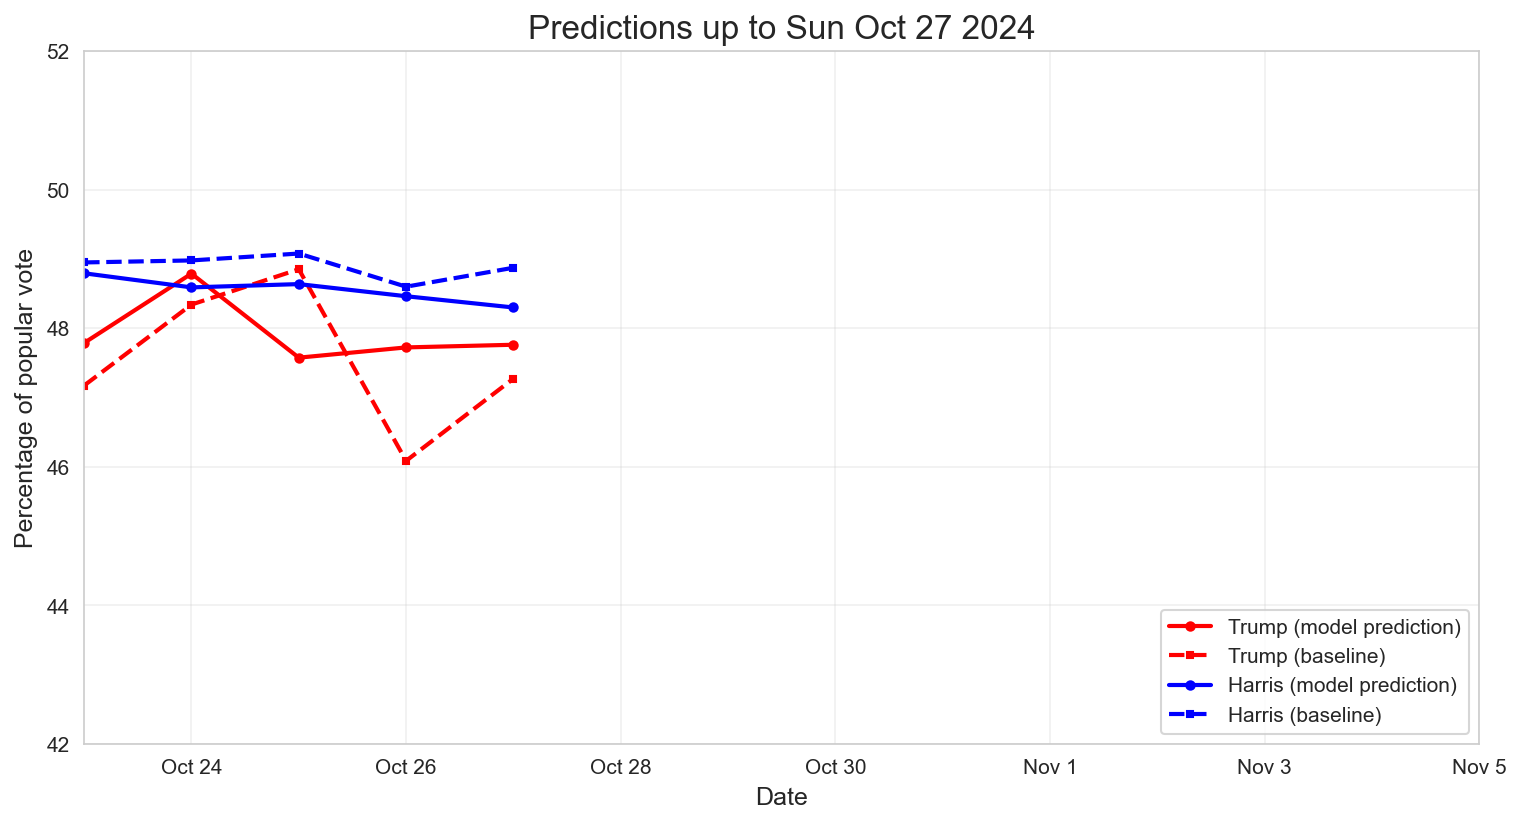 Predictions up to Sun Oct 27 2024
Percentage of popular vote
52
50
48
46
44
42
Trump (model prediction)
Trump (baseline)
Harris (model prediction)
Harris (baseline)
Oct 24
Oct 26
Oct 28
Oct 30
Nov 1
Nov 3
Nov 5
Date